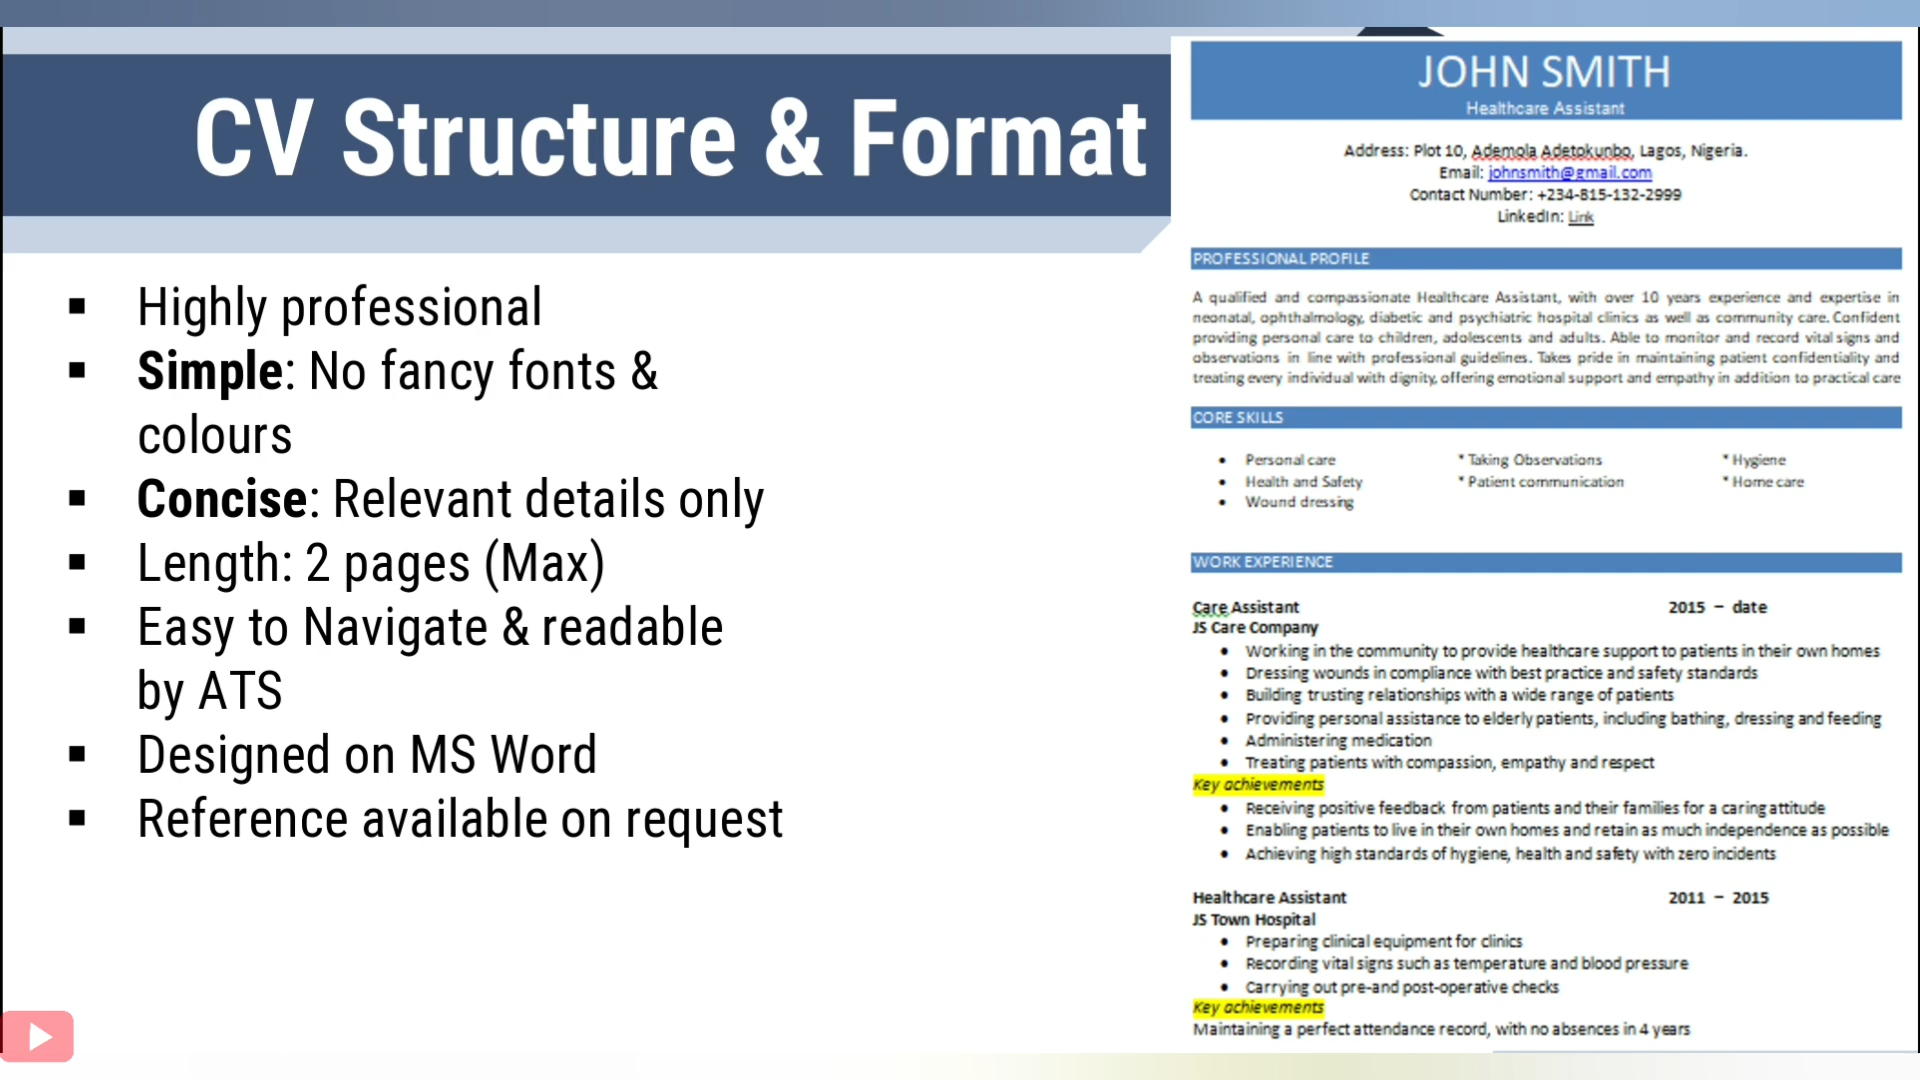 CV Structure & Format
▪ Highly professional
▪ Simple: No fancy fonts &
colours
▪ Concise: Relevant details only
▪ Length: 2 pages (Max)
▪ Easy to Navigate & readable
by ATS
▪ Designed on MS Word
▪ Reference available on request
JOHN SMITH
Healthcare Assistant
Address: Plot 10, Ademola Adetokunbo, Lagos, Nigeria.
Email: johnsmith@gmail.com
Contact Number: +234-815-132-2999
LinkedIn: Link
PROFESSIONAL PROFILE
A qualified and compassionate Healthcare Assistant, with over 10 years experience and expertise in
neonatal, ophthalmology, diabetic and psychiatric hospital clinics as well as community care. Confident
providing personal care to children, adolescents and adults. Able to monitor and record vital signs and
observations in line with professional guidelines. Takes pride in maintaining patient confidentiality and
treating every individual with dignity, offering emotional support and empathy in addition to practical care
CORE SKILLS
• Personal care * Taking Observations * Hygiene
• Health and Safety * Patient communication * Home care
• Wound dressing
WORK EXPERIENCE
Care Assistant 2015 – date
JS Care Company
• Working in the community to provide healthcare support to patients in their own homes
• Dressing wounds in compliance with best practice and safety standards
• Building trusting relationships with a wide range of patients
• Providing personal assistance to elderly patients, including bathing, dressing and feeding
• Administering medication
• Treating patients with compassion, empathy and respect
Key achievements
• Receiving positive feedback from patients and their families for a caring attitude
• Enabling patients to live in their own homes and retain as much independence as possible
• Achieving high standards of hygiene, health and safety with zero incidents
Healthcare Assistant 2011 – 2015
JS Town Hospital
• Preparing clinical equipment for clinics
• Recording vital signs such as temperature and blood pressure
• Carrying out pre-and post-operative checks
Key achievements
Maintaining a perfect attendance record, with no absences in 4 years